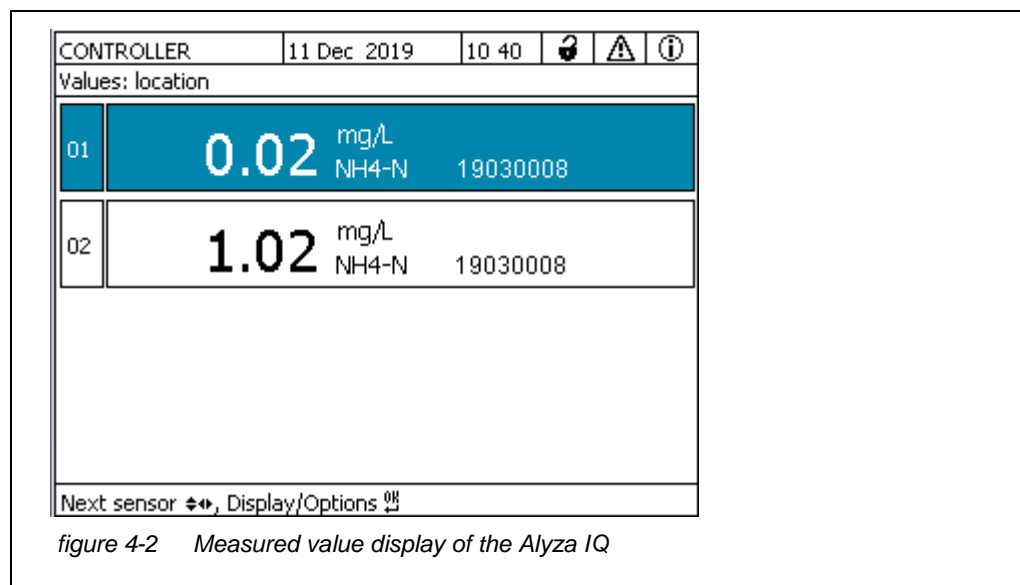 CONTROLLER 11 Dec 2019 10 40
Values: location
01 0.02 mg/L NH4-N 19030008
02 1.02 mg/L NH4-N 19030008
Next sensor, Display/Options OK
figure 4-2 Measured value display of the Alyza IQ